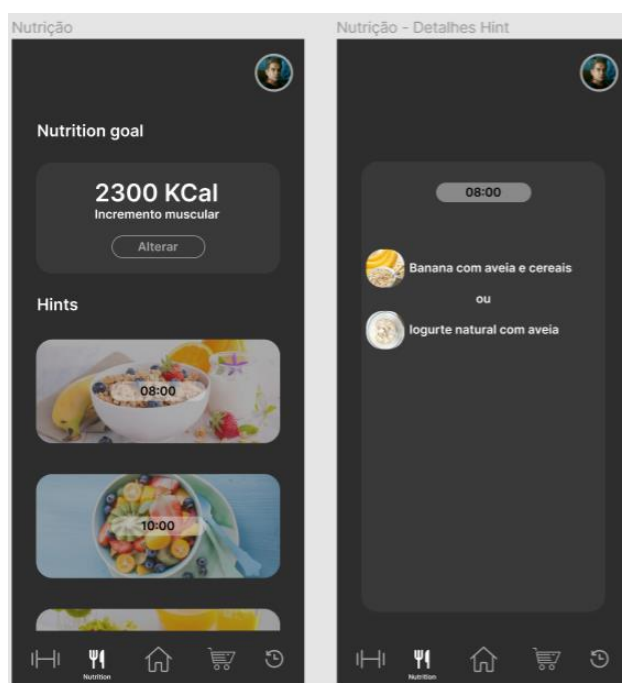 Nutrição
Nutrition goal
2300 KCal
Incremento muscular
Alterar
Hints
08:00
10:00
Nutrition
Nutrição - Detalhes Hint
08:00
Banana com aveia e cereais
ou
Iogurte natural com aveia
Nutrition